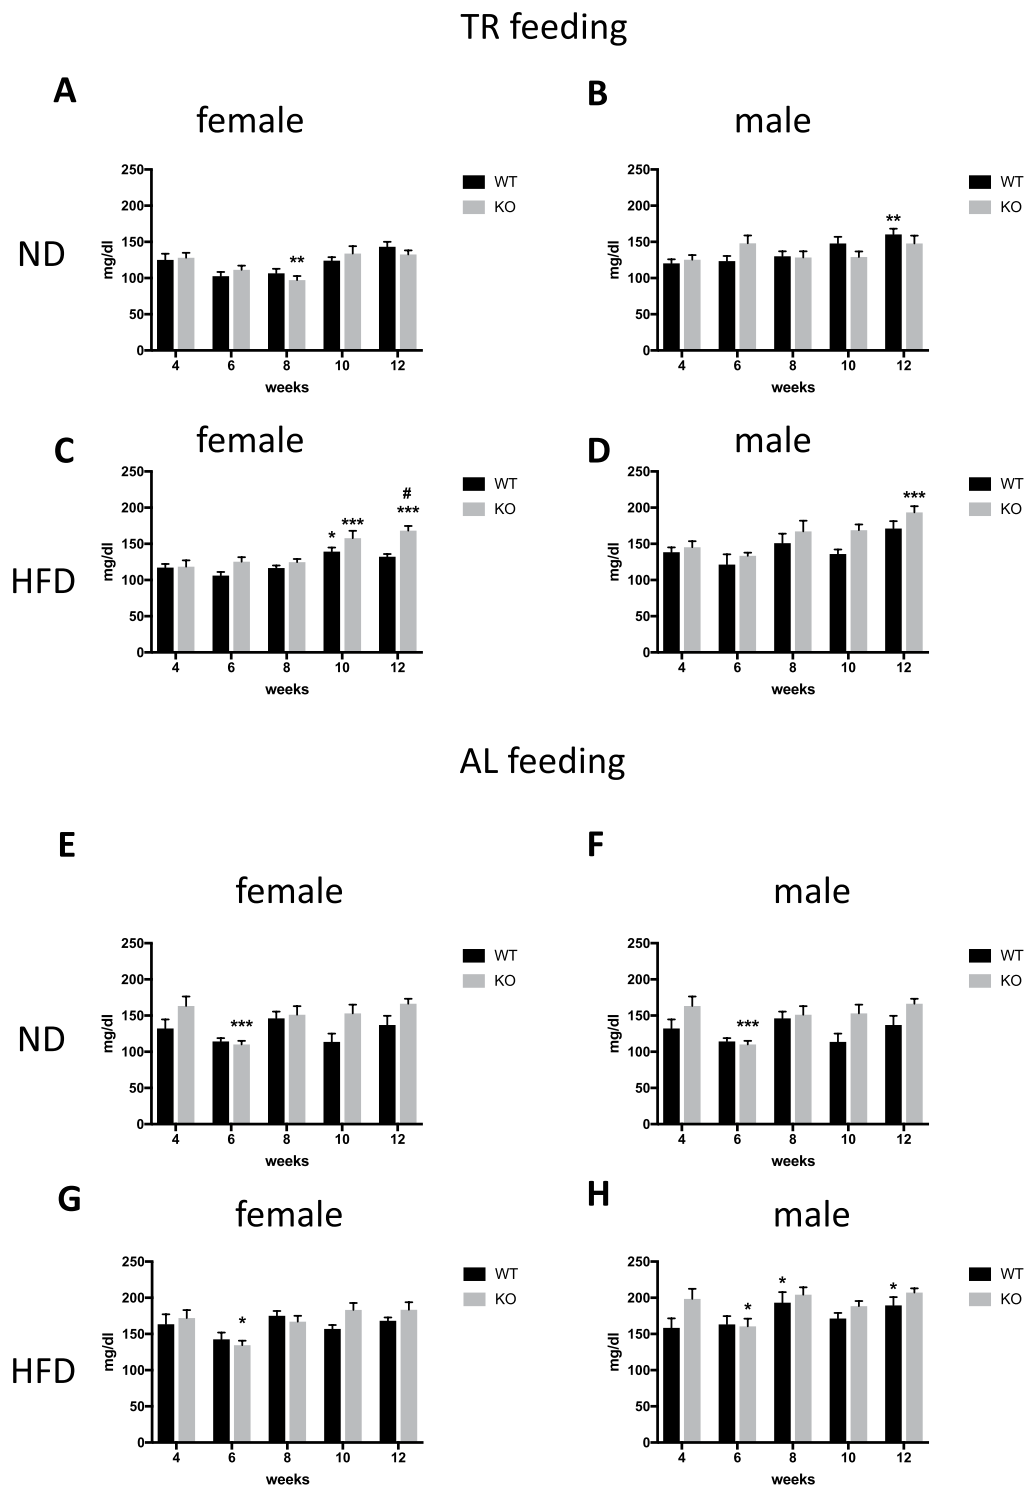 TR feeding
A
B
female
male
250
200
150
100
50
0
mg/dl
**
4 6 8 10 12
weeks
WT
KO
ND
250
200
150
100
50
0
mg/dl
**
4 6 8 10 12
weeks
WT
KO
C
female
D
male
HFD
250
200
150
100
50
0
mg/dl
* *** # ***
4 6 8 10 12
weeks
WT
KO
250
200
150
100
50
0
mg/dl
***
4 6 8 10 12
weeks
WT
KO
AL feeding
E
F
female
male
ND
250
200
150
100
50
0
mg/dl
***
4 6 8 10 12
weeks
WT
KO
250
200
150
100
50
0
mg/dl
***
4 6 8 10 12
weeks
WT
KO
G
female
H
male
HFD
250
200
150
100
50
0
mg/dl
*
4 6 8 10 12
weeks
WT
KO
250
200
150
100
50
0
mg/dl
* * *
4 6 8 10 12
weeks
WT
KO